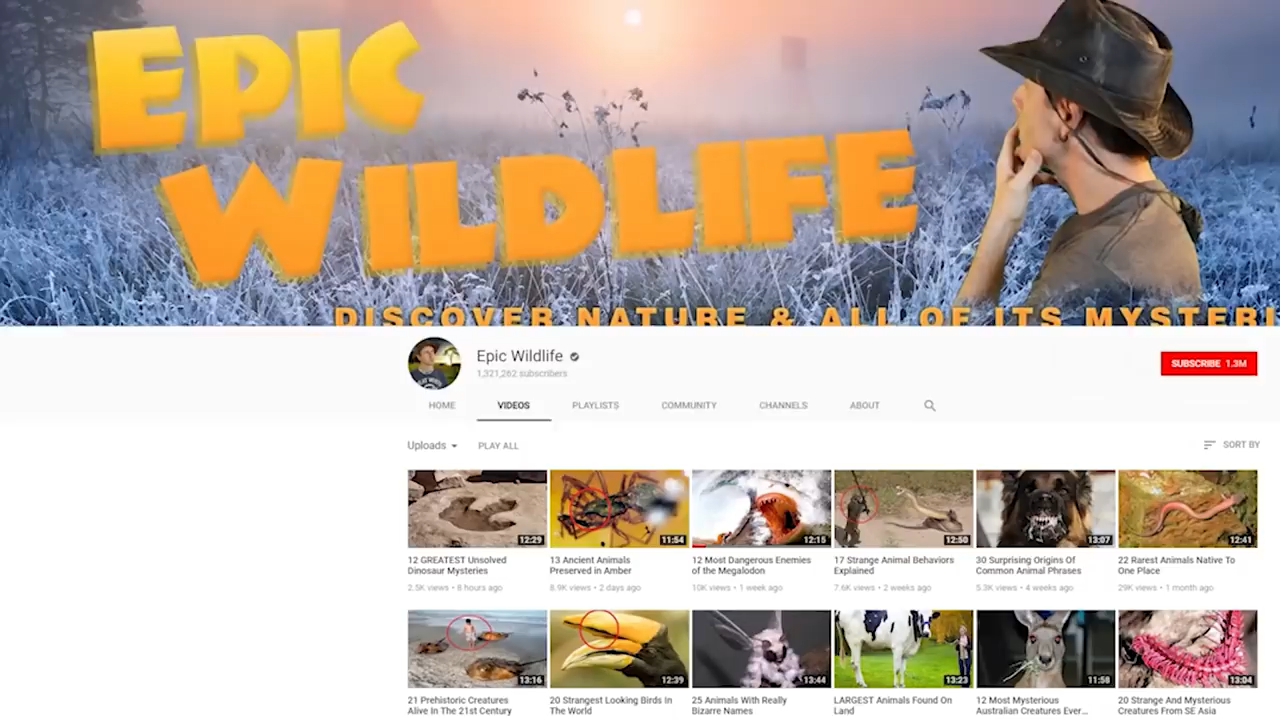 EPIC
WILDLIFE
DISCOVER NATURE & ALL OF ITS MYSTERI
Epic Wildlife
1,321,262 subscribers
SUBSCRIBE 1.3M
HOME VIDEOS PLAYLISTS COMMUNITY CHANNELS ABOUT
Uploads PLAY ALL SORT BY
12:29 11:54 12:15 12:50 13:07 12:41
12 GREATEST Unsolved
Dinosaur Mysteries
2.5K views • 6 hours ago
13 Ancient Animals
Preserved in Amber
8.9K views • 2 days ago
12 Most Dangerous Enemies
of the Megalodon
10K views • 1 week ago
17 Strange Animal Behaviors
Explained
7.6K views • 2 weeks ago
30 Surprising Origins Of
Common Animal Phrases
5.3K views • 4 weeks ago
22 Rarest Animals Native To
One Place
29K views • 1 month ago
13:16 12:39 13:44 13:23 11:58 13:04
21 Prehistoric Creatures
Alive In The 21st Century
20 Strangest Looking Birds In
The World
25 Animals With Really
Bizarre Names
LARGEST Animals Found On
Land
12 Most Mysterious
Australian Creatures Ever...
20 Strange And Mysterious
Creatures From SE Asia